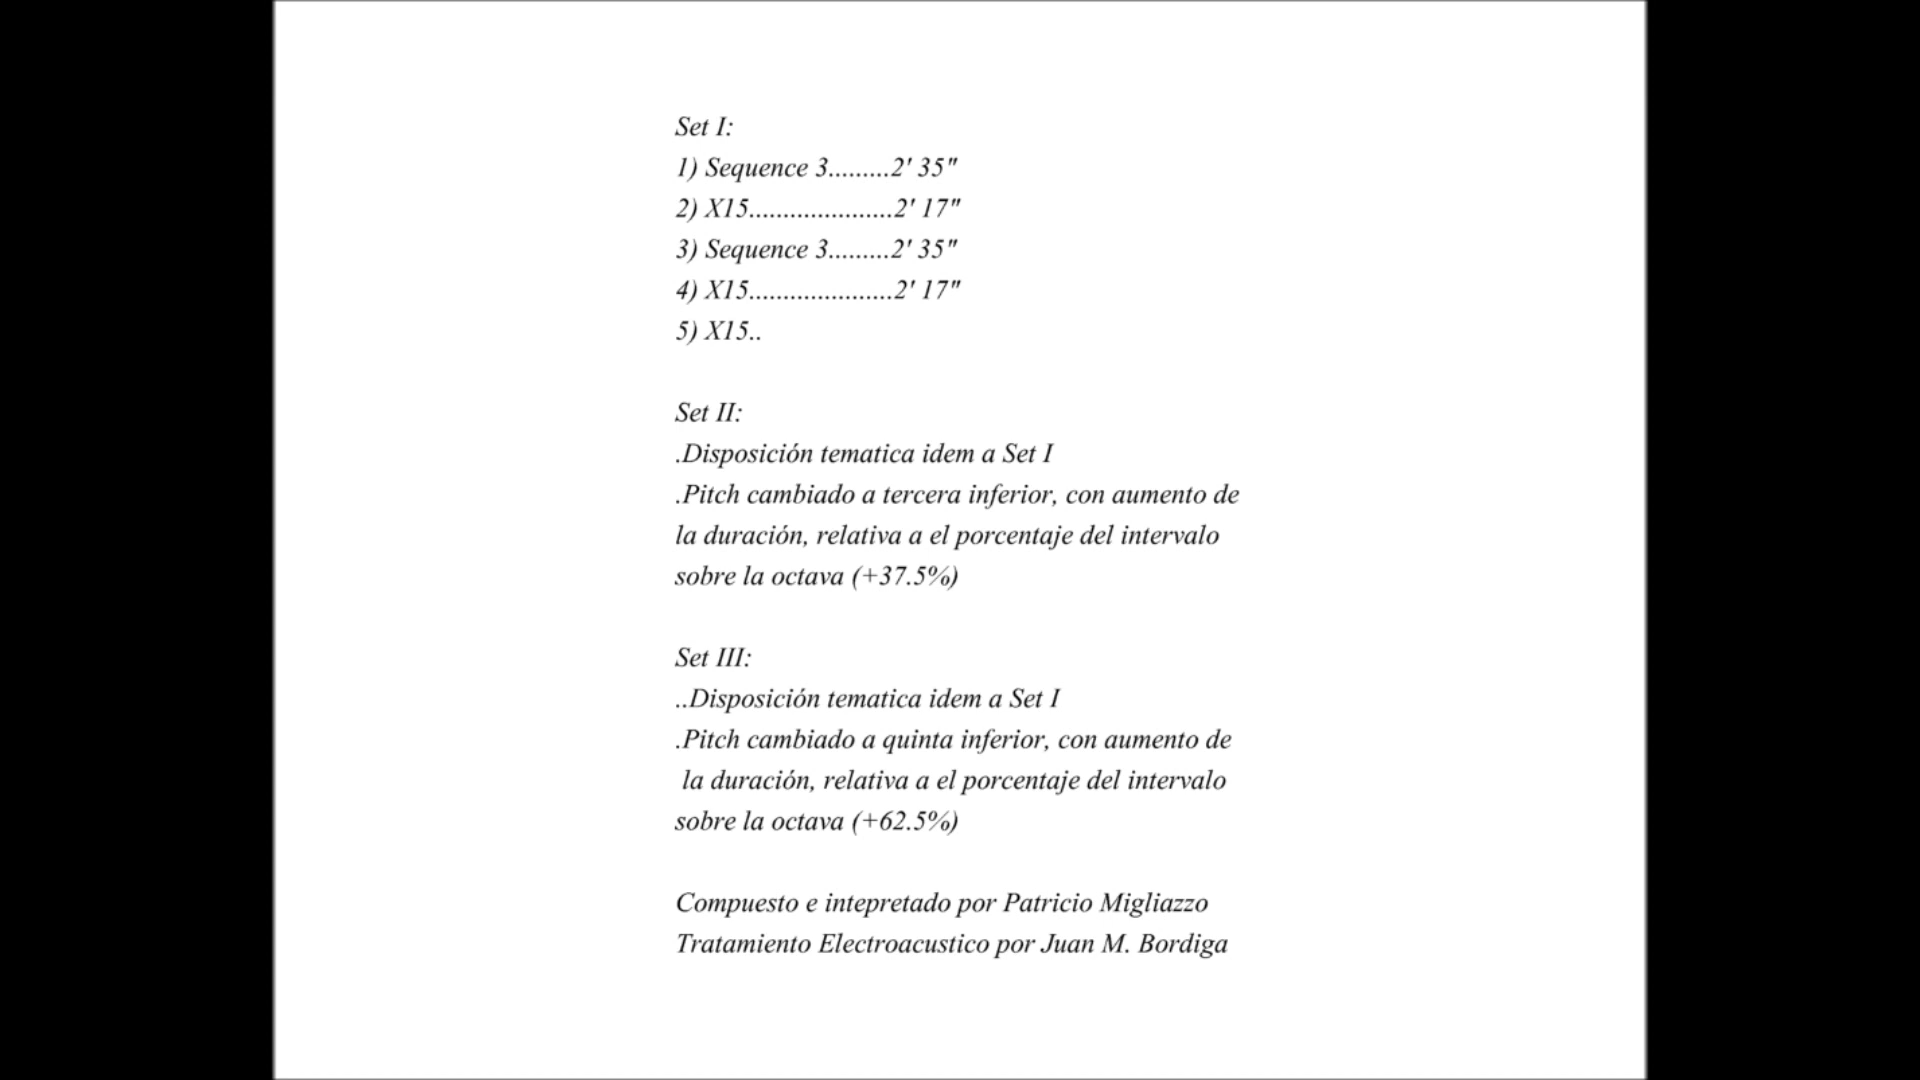 Set I:
1) Sequence 3.........2' 35"
2) X15.....................2' 17"
3) Sequence 3.........2' 35"
4) X15.....................2' 17"
5) X15..
Set II:
.Disposición tematica idem a Set I
.Pitch cambiado a tercera inferior, con aumento de
la duración, relativa a el porcentaje del intervalo
sobre la octava (+37.5%)
Set III:
..Disposición tematica idem a Set I
.Pitch cambiado a quinta inferior, con aumento de
la duración, relativa a el porcentaje del intervalo
sobre la octava (+62.5%)
Compuesto e intepretado por Patricio Migliazzo
Tratamiento Electroacustico por Juan M. Bordiga